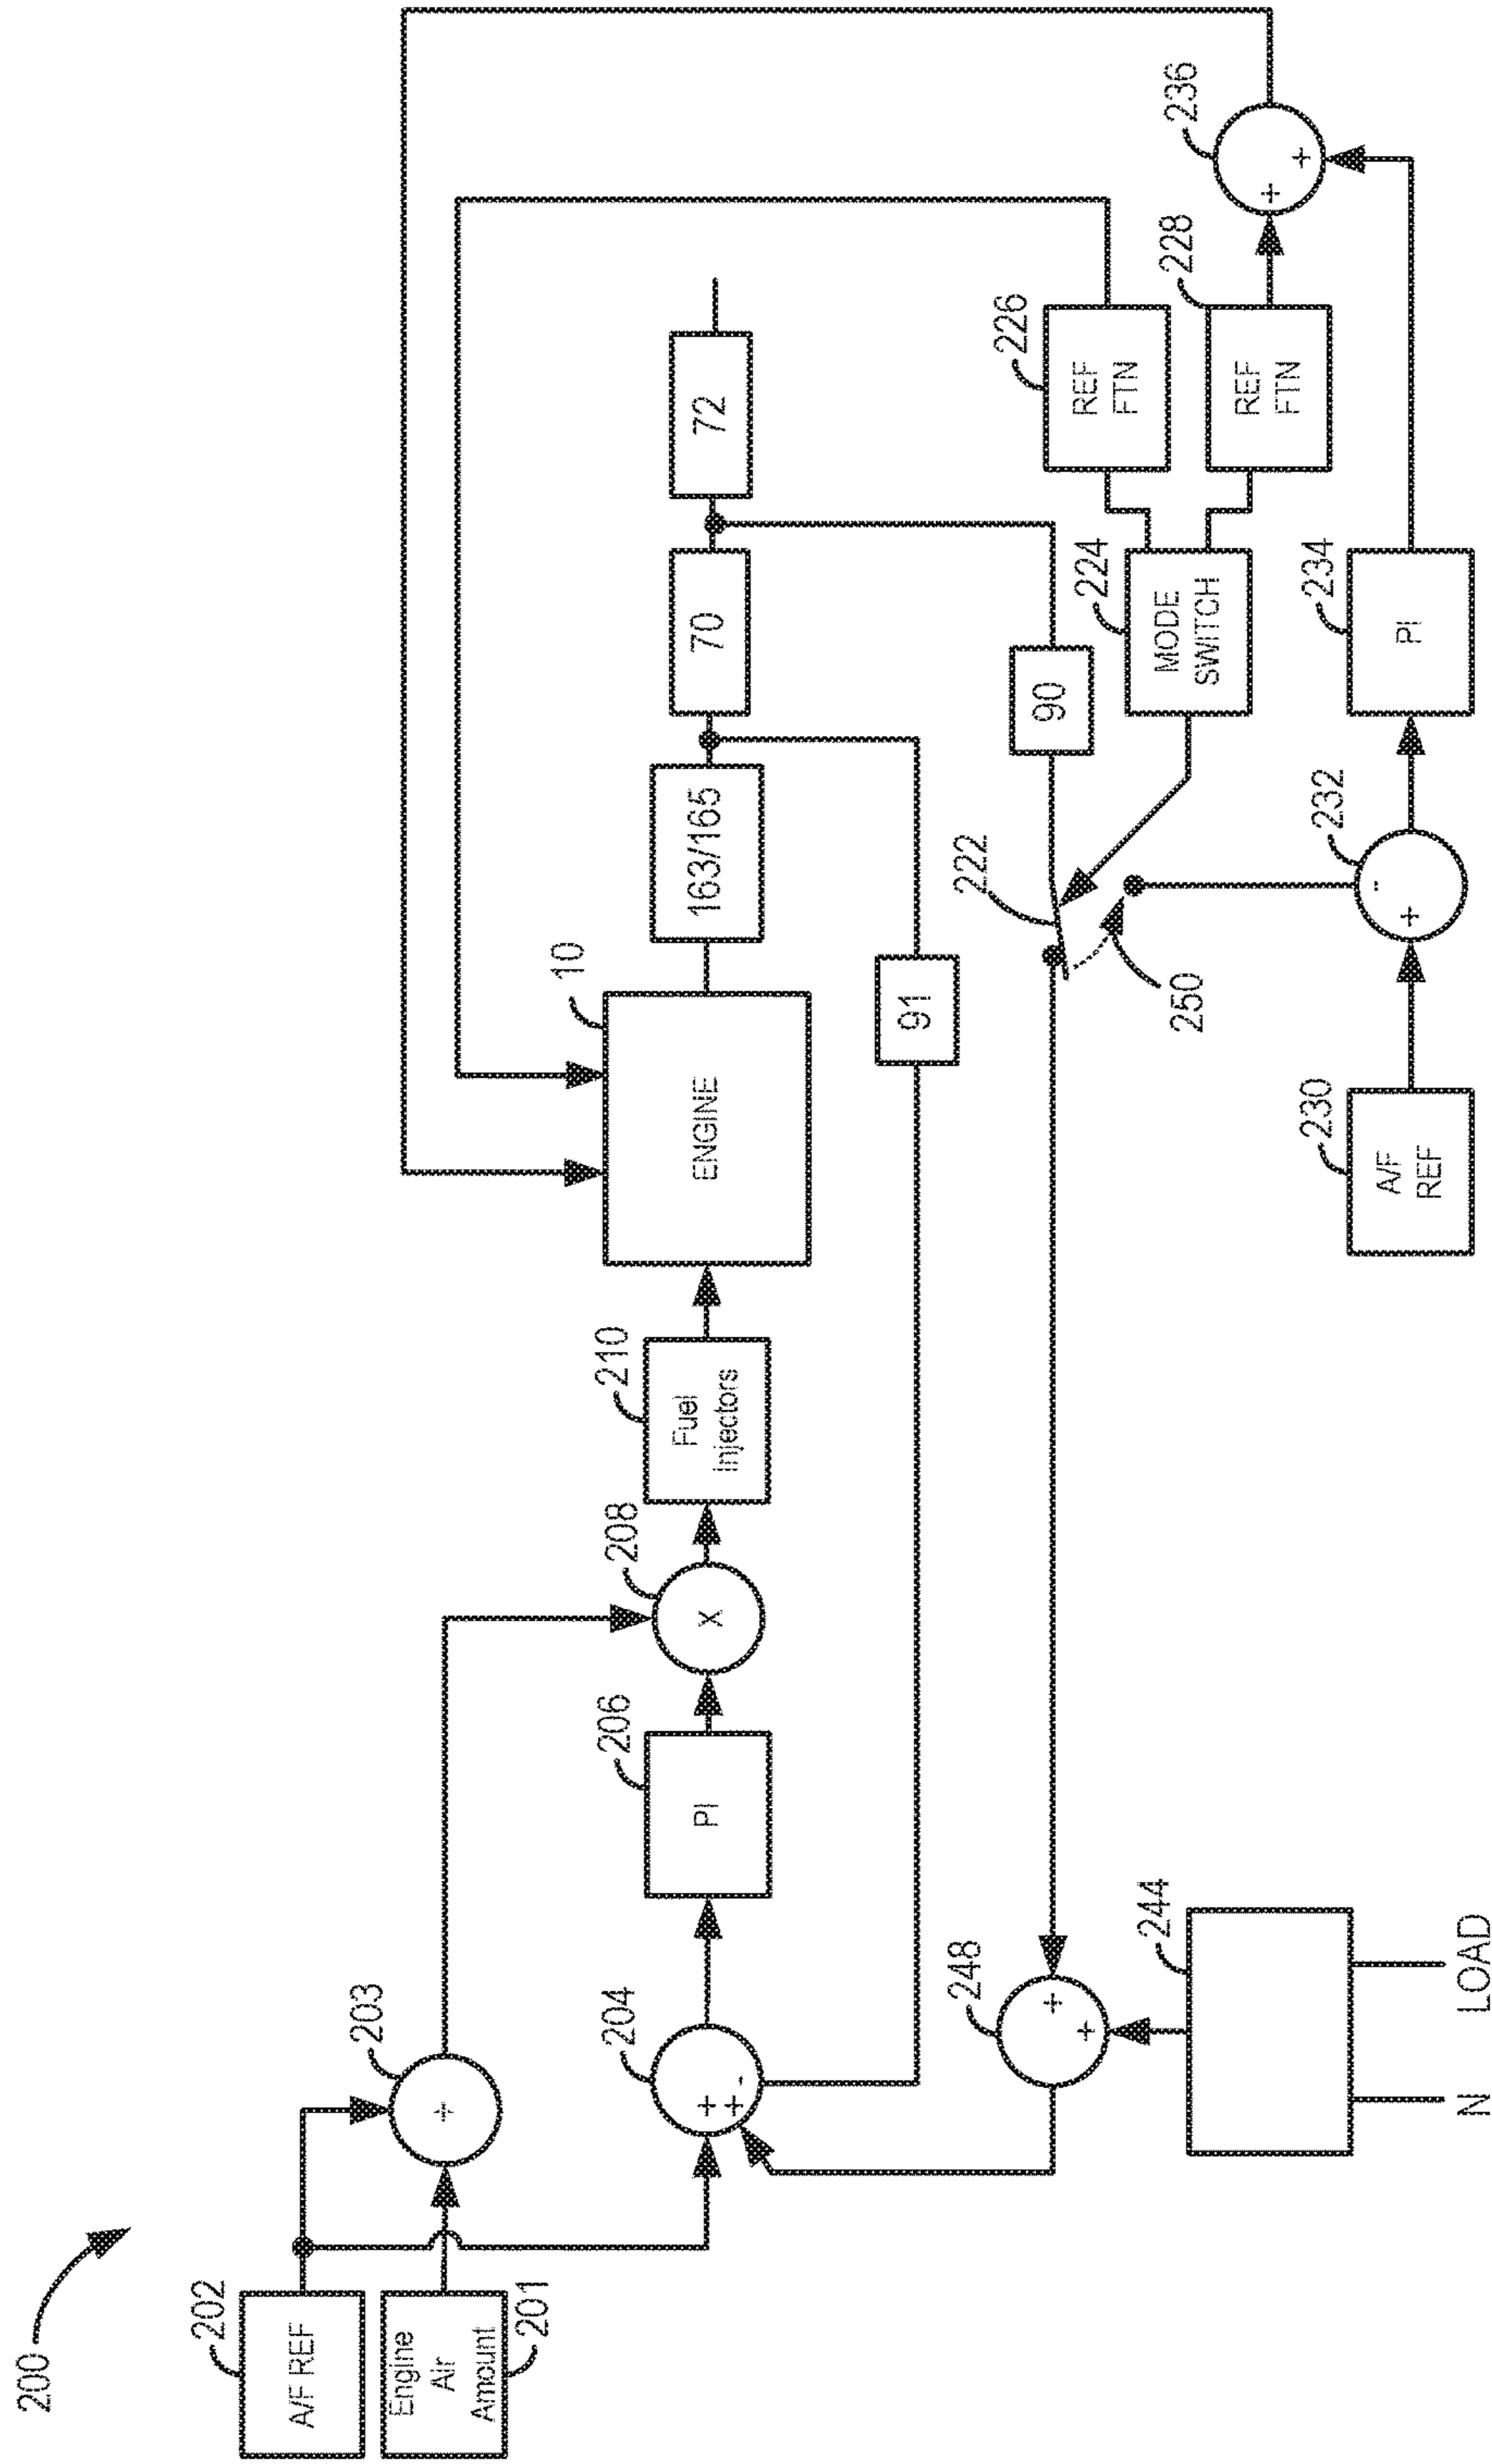 200
202
A/F REF
Engine
Air
Amount
201
203
÷
204
+
+
-
206
PI
208
X
210
Fuel
Injectors
10
ENGINE
163/165
70
72
91
90
222
250
224
MODE
SWITCH
226
REF
FTN
228
REF
FTN
236
+
+
230
A/F
REF
232
+
-
234
PI
248
+
+
244
N
LOAD